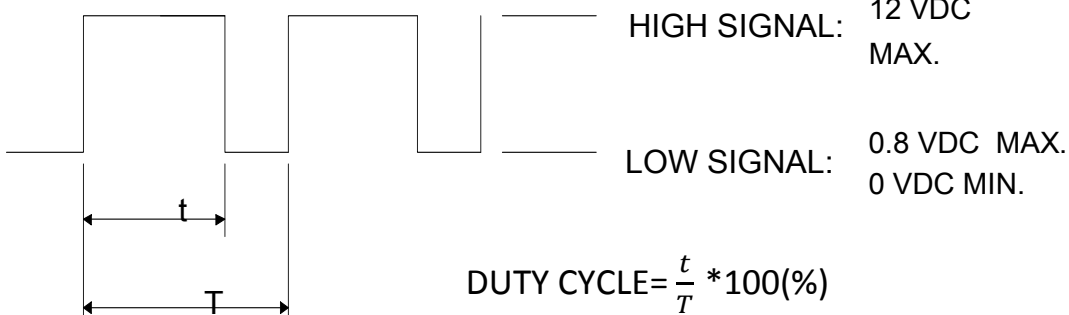 HIGH SIGNAL: 12 VDC
MAX.
LOW SIGNAL: 0.8 VDC MAX.
0 VDC MIN.
t
T
DUTY CYCLE= t/T *100(%)